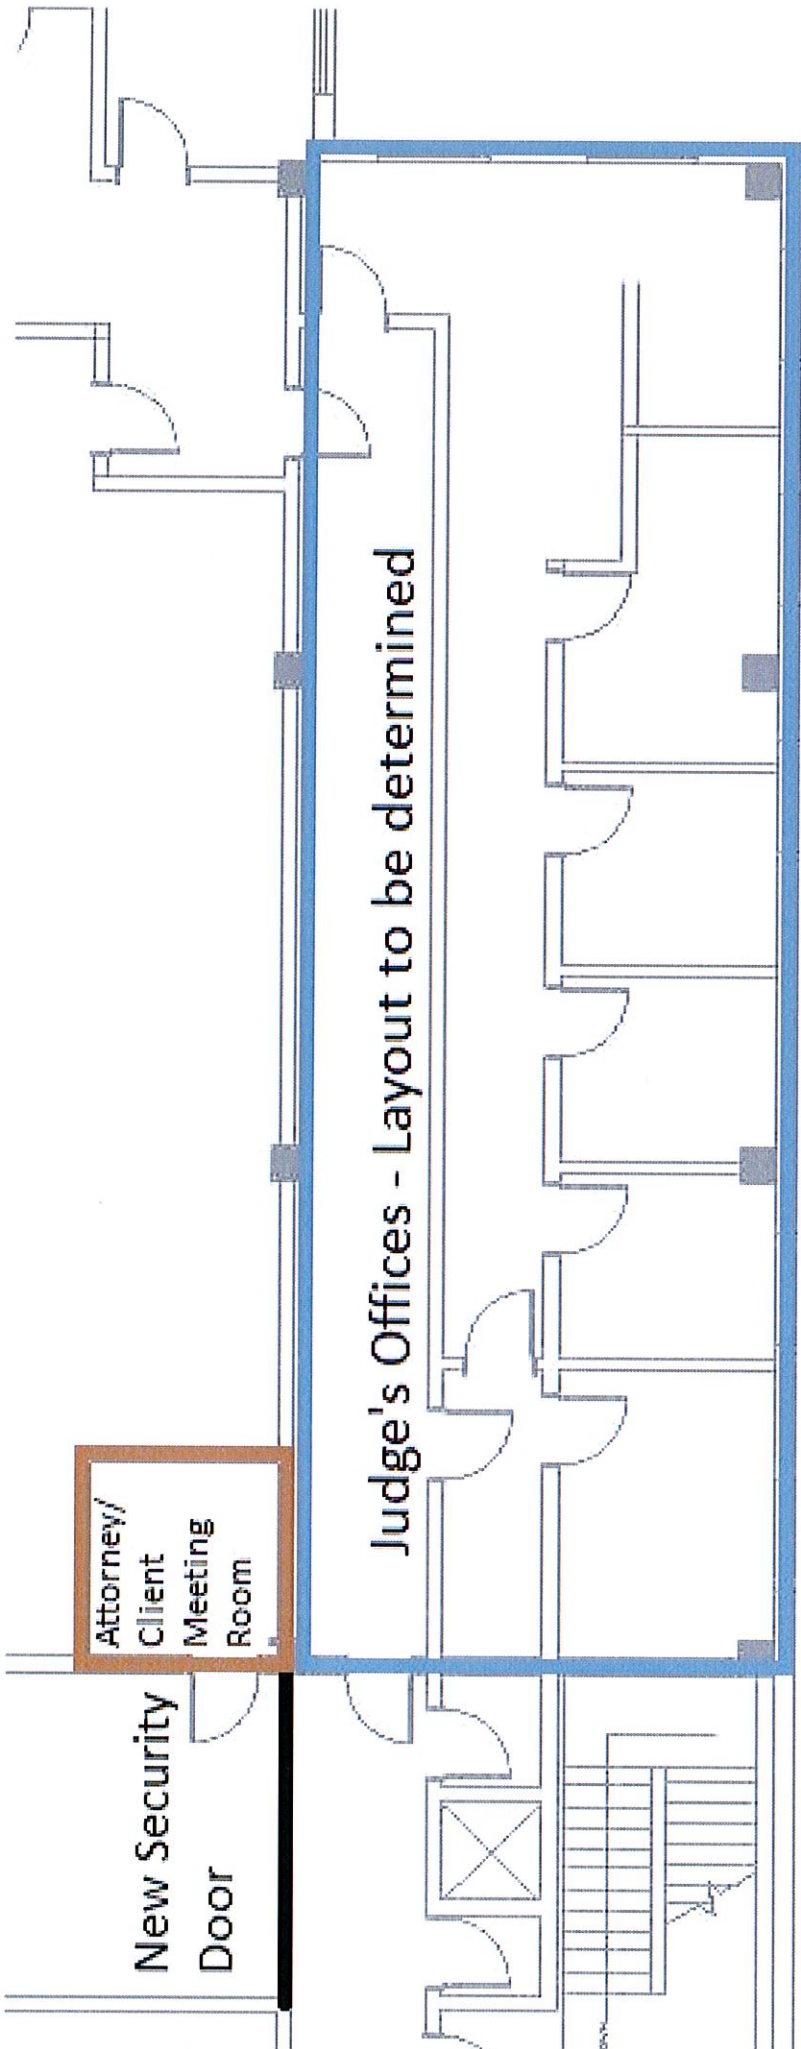 Attorney/
Client
Meeting
Room
New Security
Door
Judge's Offices - Layout to be determined